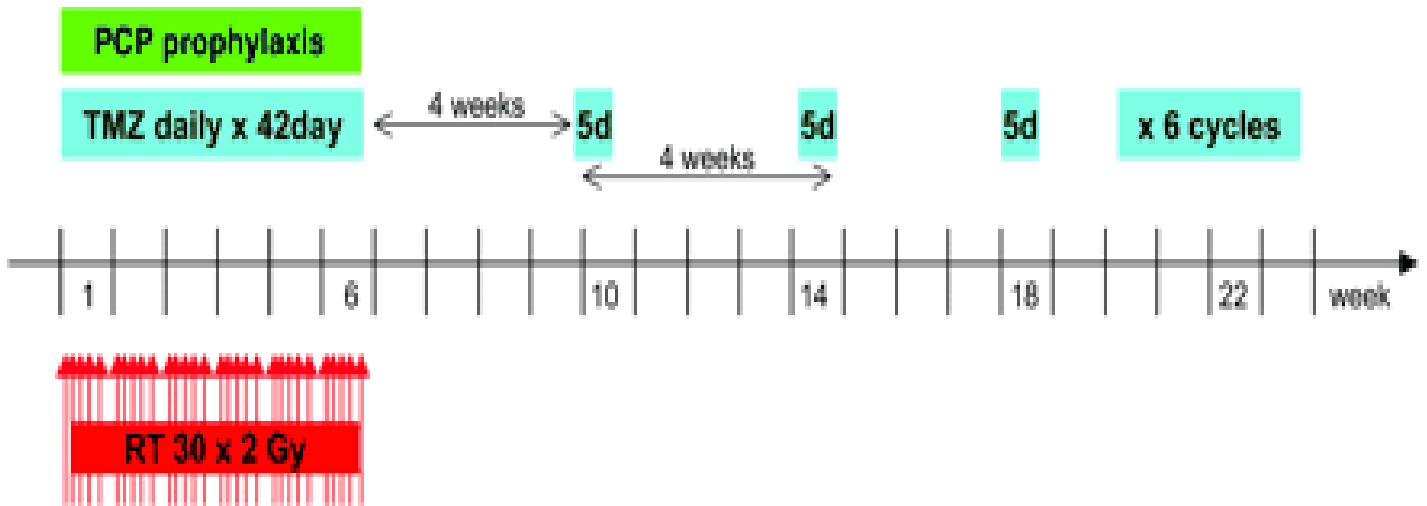 PCP prophylaxis
TMZ daily x 42day
4 weeks
5d
5d
5d
x 6 cycles
4 weeks
1
6
10
14
18
22
week
RT 30 x 2 Gy